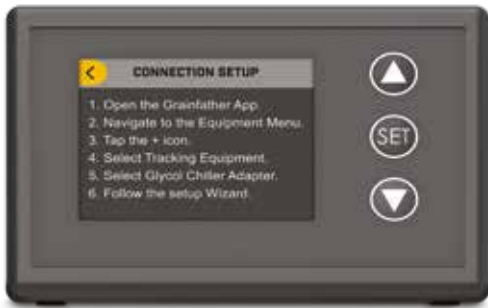 CONNECTION SETUP
1. Open the Grainfather App
2. Navigate to the Equipment Menu.
3. Tap the + icon.
4. Select Tracking Equipment.
5. Select Glycol Chiller Adapter.
6. Follow the setup Wizard.
SET